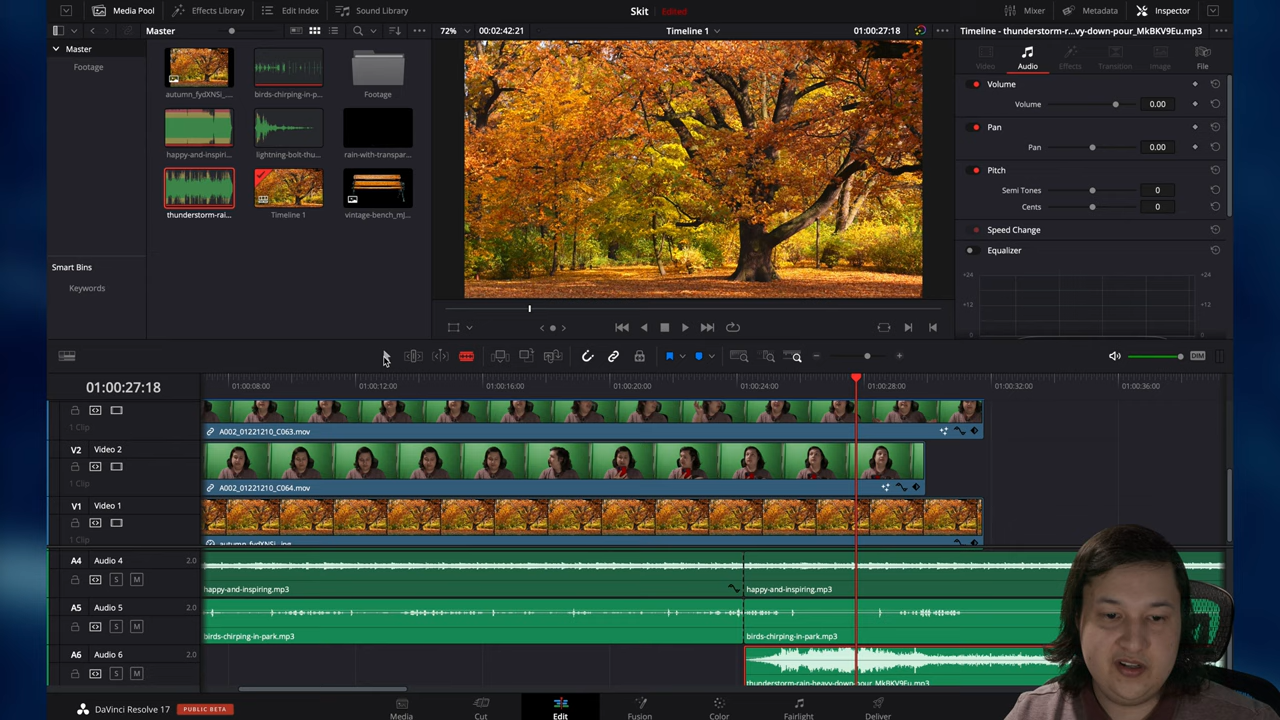 Media Pool
Effects Library
Edit Index
Sound Library
Skit
Edited
Mixer
Metadata
Inspector
Master
72%
00:02:42:21
Timeline 1
01:00:27:18
Timeline - thunderstorm-r...vy-down-pour_MkBKV9Eu.mp3
Master
Footage
autumn_fydXNSi_...
birds-chirping-in-p...
Footage
happy-and-inspiri...
lightning-bolt-thu...
rain-with-transpar...
thunderstorm-rai...
Timeline 1
vintage-bench_mj...
Smart Bins
Keywords
Video
Audio
Effects
Transition
Image
File
Volume
Volume
0.00
Pan
Pan
0.00
Pitch
Semi Tones
0
Cents
0
Speed Change
Equalizer
+24
+24
+12
+12
DIM
01:00:27:18
01:00:08:00
01:00:12:00
01:00:16:00
01:00:20:00
01:00:24:00
01:00:28:00
01:00:32:00
01:00:36:00
1 Clip
A002_01221210_C063.mov
V2
Video 2
1 Clip
A002_01221210_C064.mov
V1
Video 1
1 Clip
A4
Audio 4
2.0
S
M
happy-and-inspiring.mp3
happy-and-inspiring.mp3
A5
Audio 5
2.0
S
M
birds-chirping-in-park.mp3
birds-chirping-in-park.mp3
A6
Audio 6
2.0
S
M
thunderstorm-rain-heavy-down-pour_MkBKV9Eu.mp3
DaVinci Resolve 17
PUBLIC BETA
Media
Cut
Edit
Fusion
Color
Fairlight
Deliver